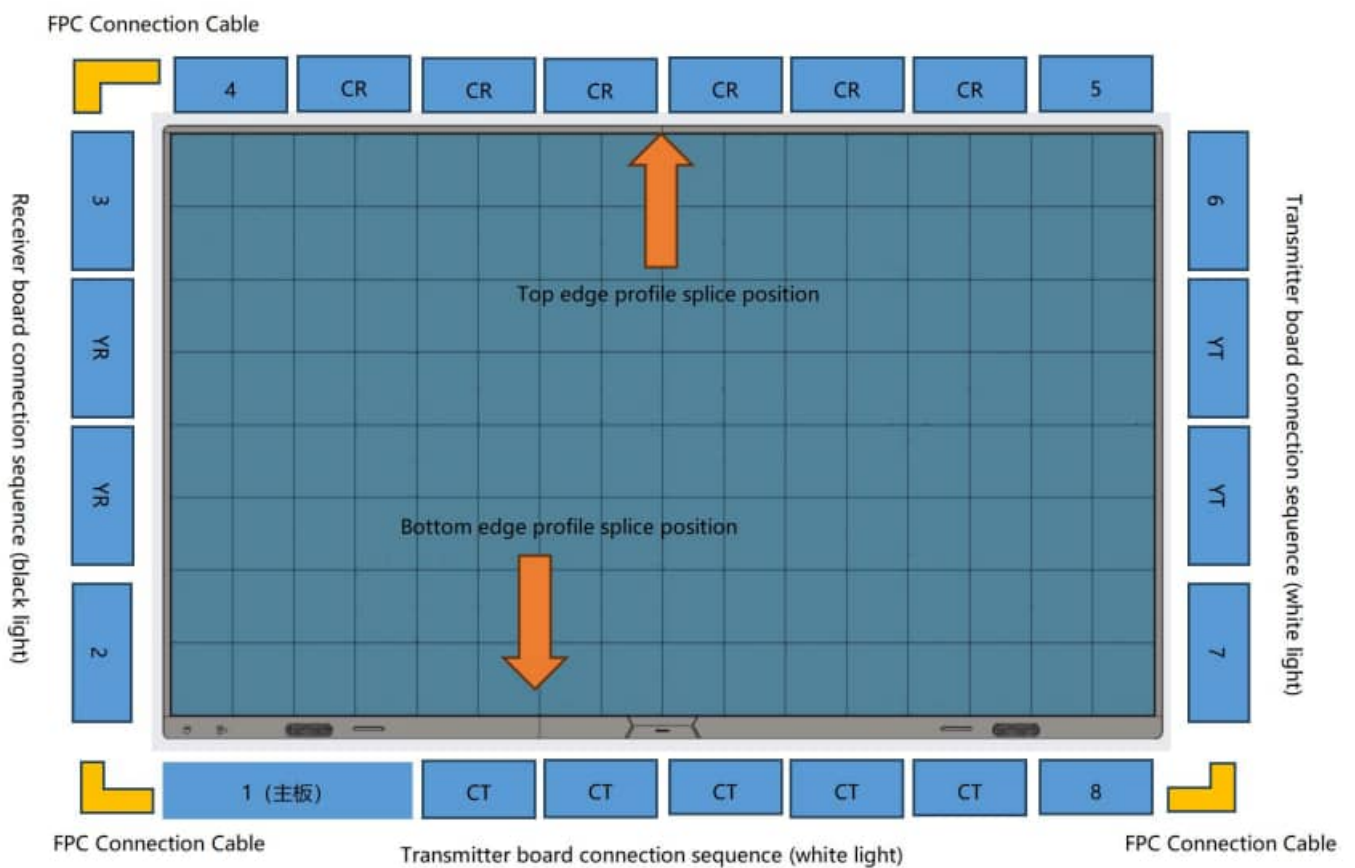 FPC Connection Cable
4
CR
CR
CR
CR
CR
CR
5
3
YR
YR
2
Receiver board connection sequence (black light)
Top edge profile splice position
Bottom edge profile splice position
6
YT
YT
7
Transmitter board connection sequence (white light)
1 (主板)
CT
CT
CT
CT
CT
8
FPC Connection Cable
Transmitter board connection sequence (white light)
FPC Connection Cable